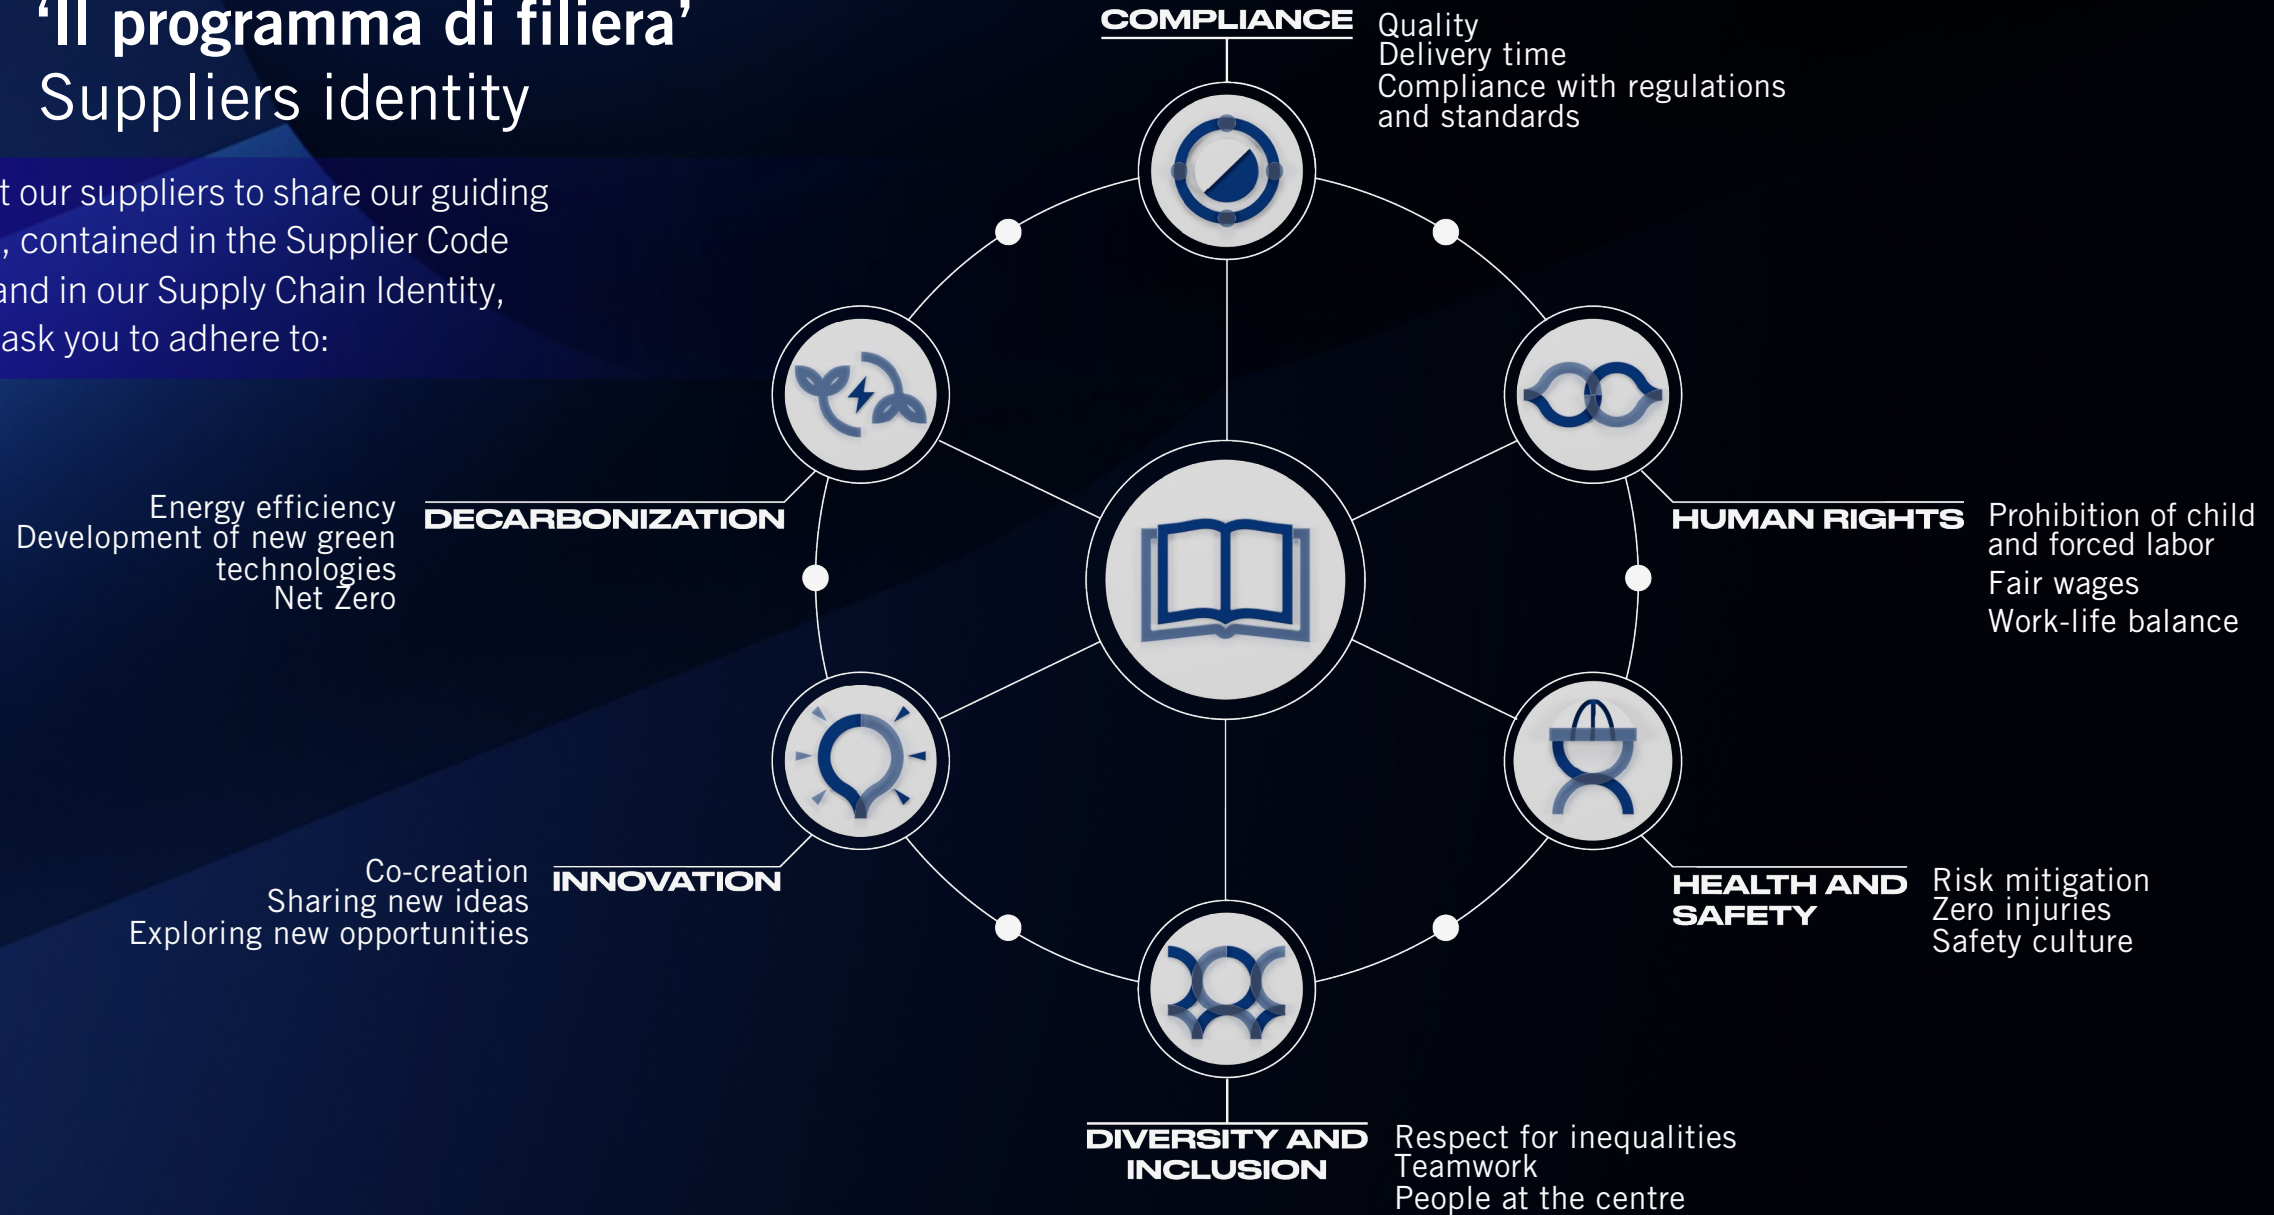 ‘Il programma di filiera’
Suppliers identity
t our suppliers to share our guiding
, contained in the Supplier Code
and in our Supply Chain Identity,
ask you to adhere to:
COMPLIANCE
Quality
Delivery time
Compliance with regulations
and standards
DECARBONIZATION
Energy efficiency
Development of new green
technologies
Net Zero
HUMAN RIGHTS
Prohibition of child
and forced labor
Fair wages
Work-life balance
INNOVATION
Co-creation
Sharing new ideas
Exploring new opportunities
HEALTH AND
SAFETY
Risk mitigation
Zero injuries
Safety culture
DIVERSITY AND
INCLUSION
Respect for inequalities
Teamwork
People at the centre